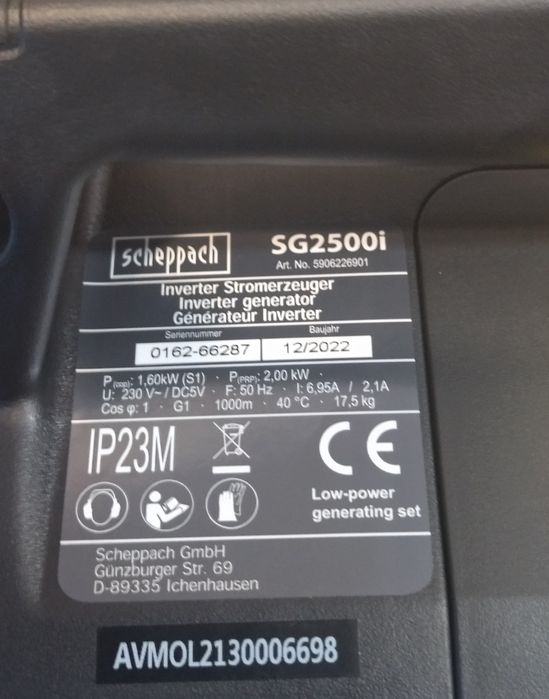 scheppach
SG2500i
Art. No. 5906226901
Inverter Stromerzeuger
Inverter generator
Générateur Inverter
Seriennummer Baujahr
0162-66287 12/2022
P(PRP): 1,60kW (S1) · P(PRP): 2,00 kW ·
U: 230 V~ / DC5V · F: 50 Hz · I: 6,95A / 2,1A
Cos φ: 1 · G1 · 1000m · 40 °C · 17,5 kg
IP23M
CE
Low-power
generating set
Scheppach GmbH
Günzburger Str. 69
D-89335 Ichenhausen
AVMOL2130006698